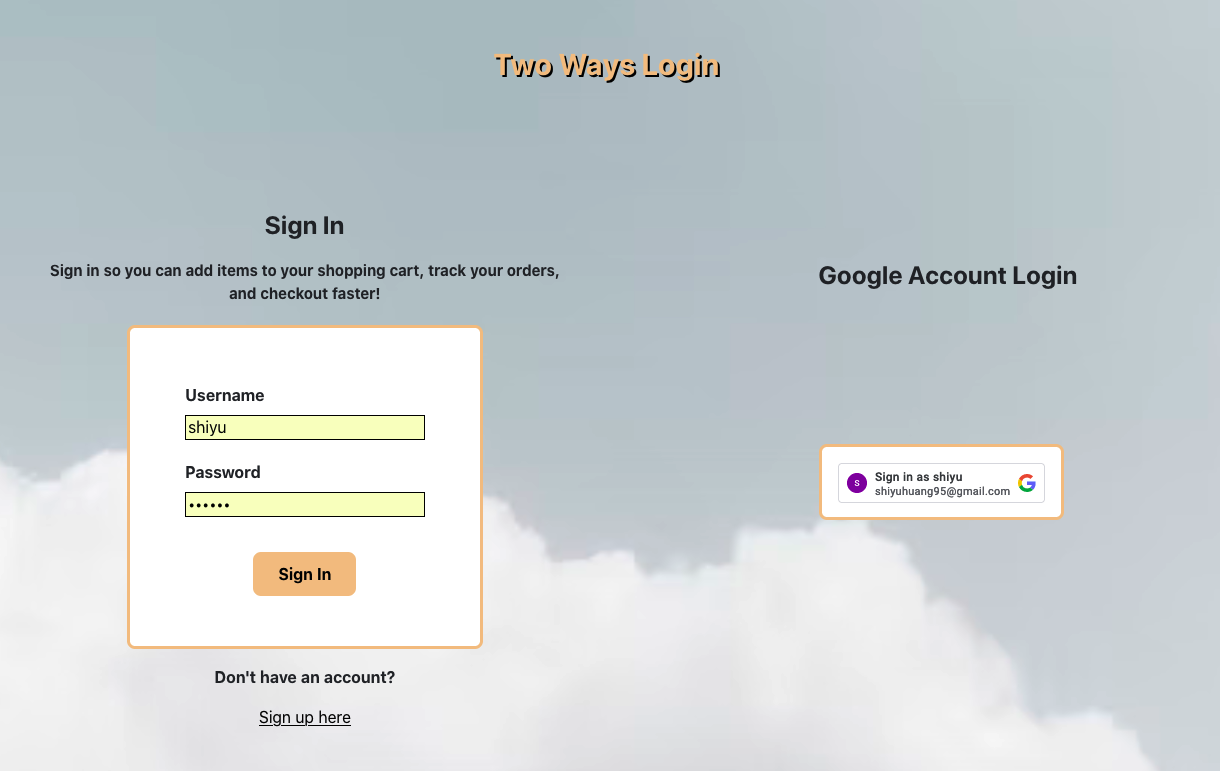 Two Ways Login
Sign In
Sign in so you can add items to your shopping cart, track your orders,
and checkout faster!
Username
shiyu
Password
••••••
Sign In
Don't have an account?
Sign up here
Google Account Login
s
Sign in as shiyu
shiyuhuang95@gmail.com
G